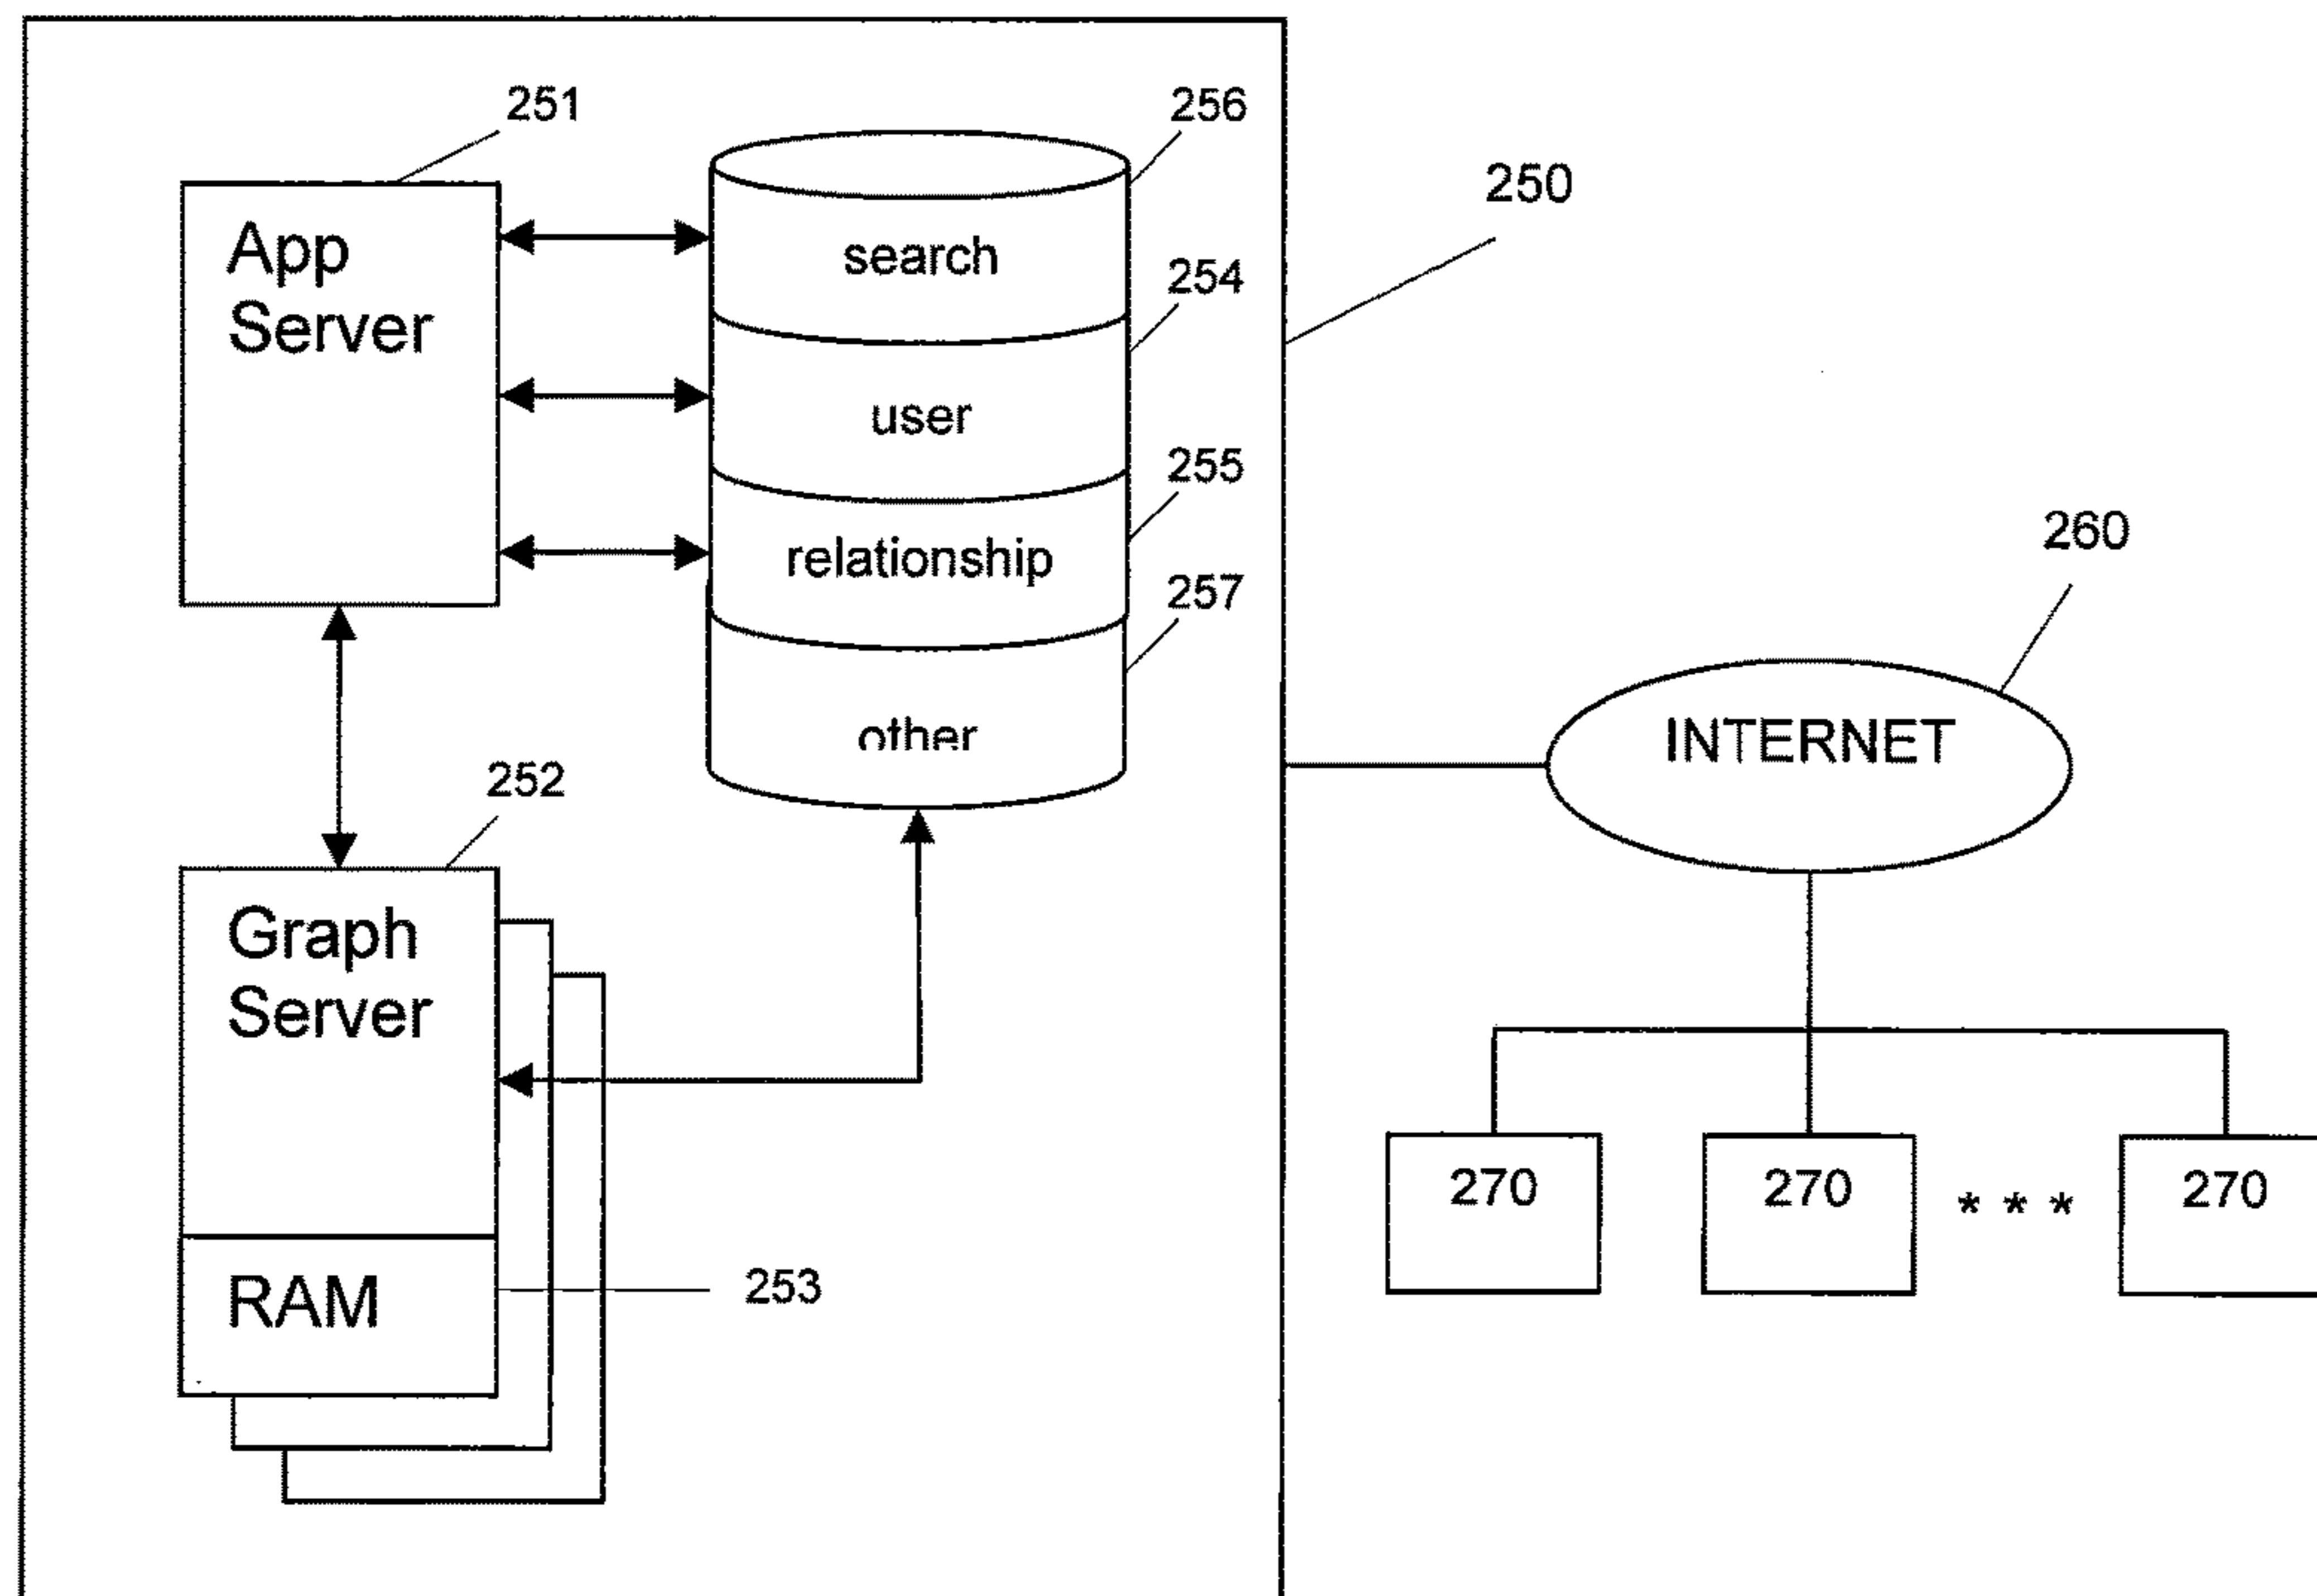 251
256
App
Server
search
250
254
user
255
relationship
257
260
other
INTERNET
252
Graph
Server
270
270
* * *
270
RAM
253